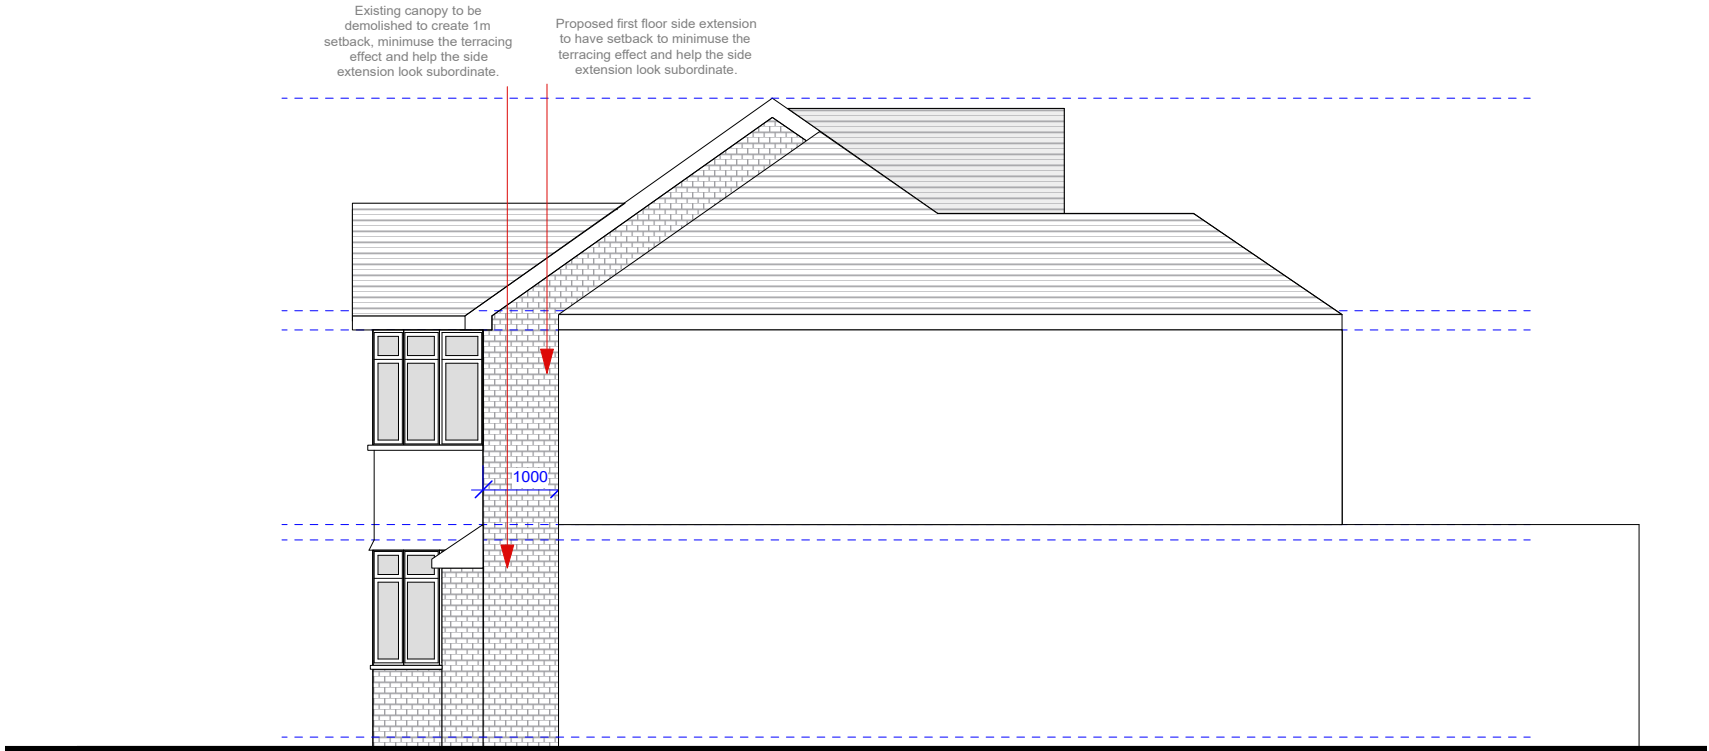 Existing canopy to be
demolished to create 1m
setback, minimuse the terracing
effect and help the side
extension look subordinate.
Proposed first floor side extension
to have setback to minimuse the
terracing effect and help the side
extension look subordinate.
1000